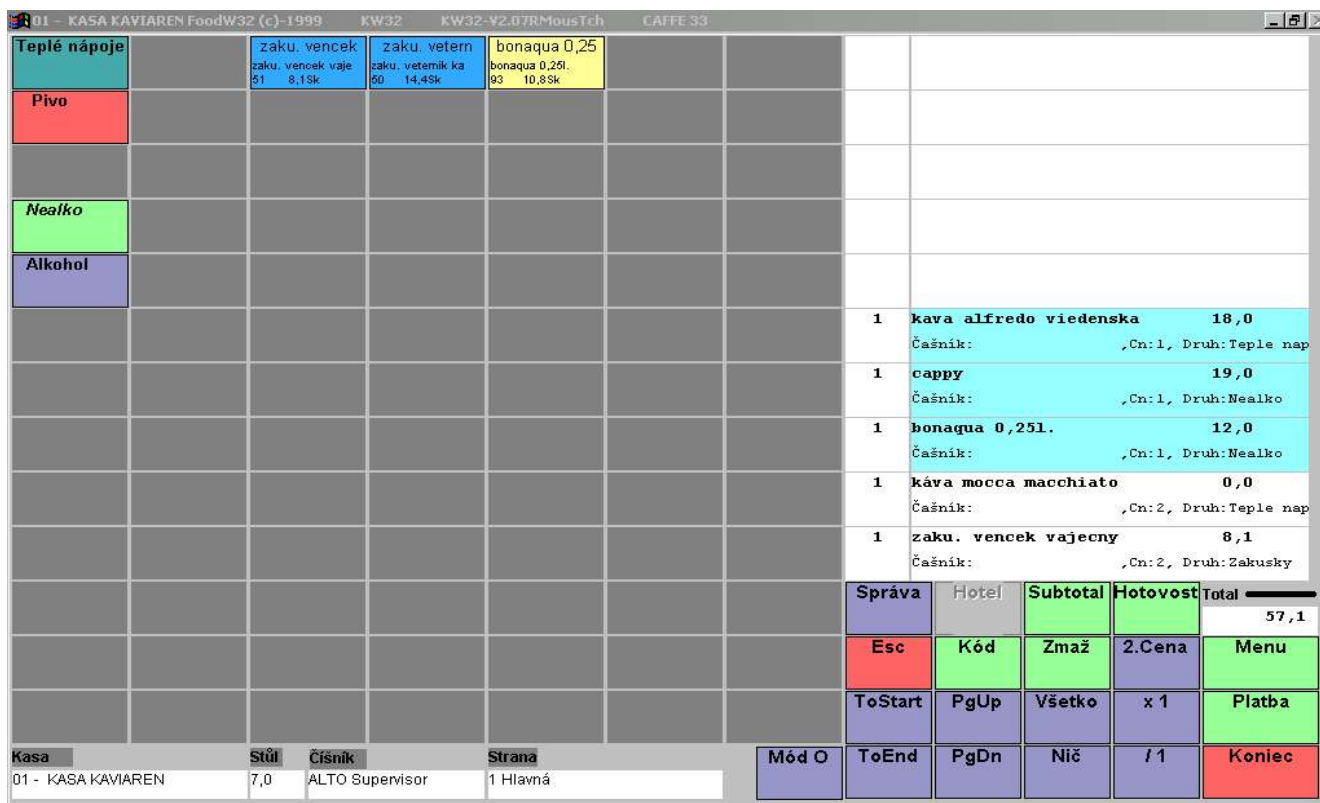 01 - KASA KAVIAREN FoodW32 (c)-1999 KW32 KW32-V2.07RMousTch CAFFE 33
Teplé nápoje
zaku. vencek
zaku. vencek vaje
51 8,1Sk
zaku. vetern
zaku. veternik ka
50 14,4Sk
bonaqua 0,25
bonaqua 0,25l.
93 10,8Sk
Pivo
Nealko
Alkohol
1 kava alfredo viedenska 18,0
Čašník: ,Cn:1, Druh:Teple nap
1 cappy 19,0
Čašník: ,Cn:1, Druh:Nealko
1 bonaqua 0,25l. 12,0
Čašník: ,Cn:1, Druh:Nealko
1 káva mocca macchiato 0,0
Čašník: ,Cn:2, Druh:Teple nap
1 zaku. vencek vajecny 8,1
Čašník: ,Cn:2, Druh:Zakusky
Správa Hotel Subtotal Hotovost Total
57,1
Esc Kód Zmaž 2.Cena Menu
ToStart PgUp Všetko x 1 Platba
Mód O ToEnd PgDn Nič / 1 Koniec
Kasa Stůl Číšník Strana
01 - KASA KAVIAREN 7,0 ALTO Supervisor 1 Hlavná